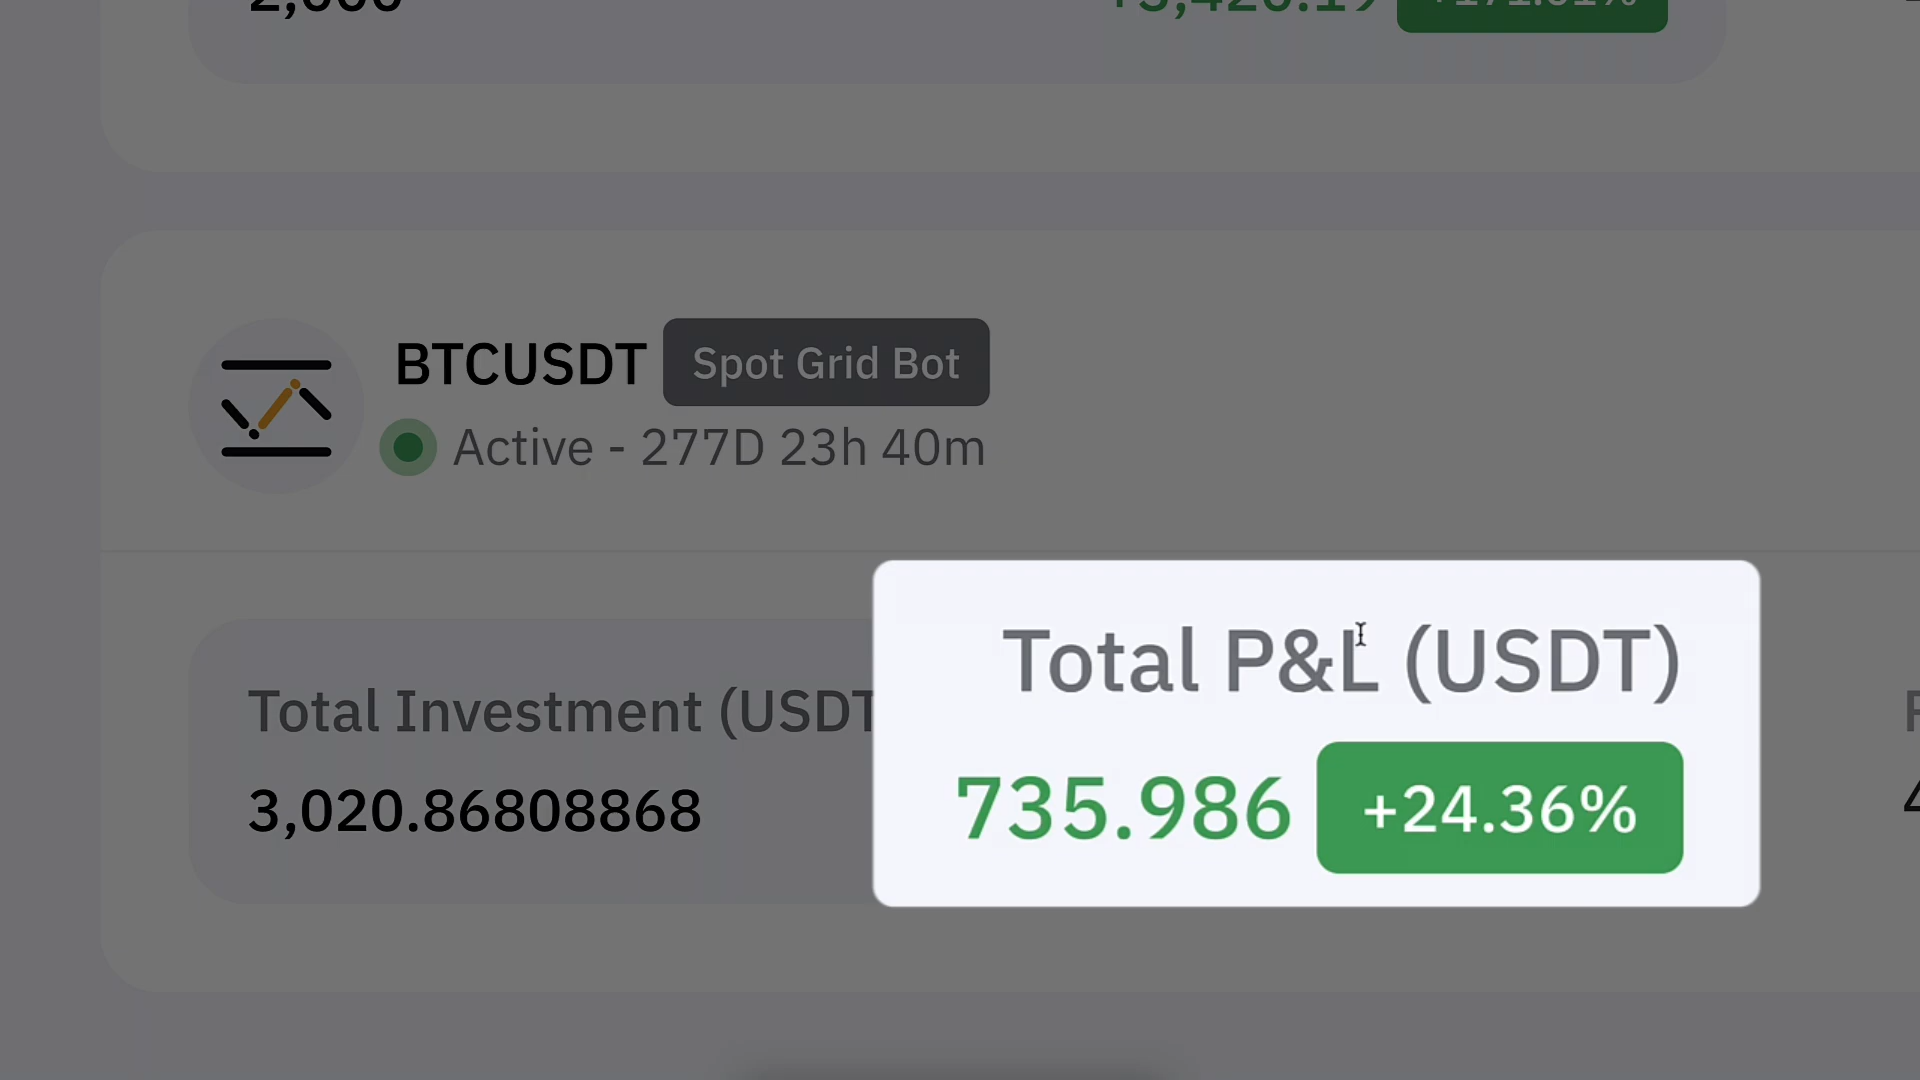 BTCUSDT Spot Grid Bot
Active - 277D 23h 40m
Total Investment (USDT
3,020.86808868
Total P&L (USDT)
735.986 +24.36%